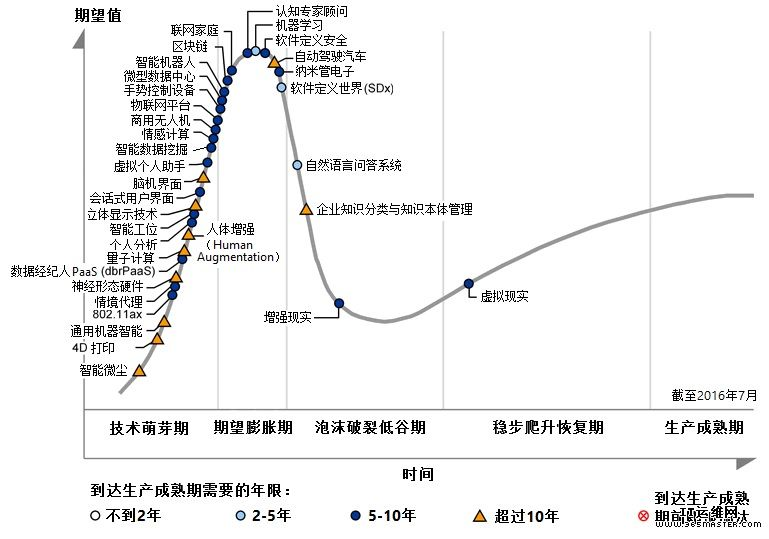 期望值
认知专家顾问
机器学习
软件定义安全
自动驾驶汽车
纳米管电子
软件定义世界(SDx)
联网家庭
区块链
智能机器人
微型数据中心
手势控制设备
物联网平台
商用无人机
情感计算
智能数据挖掘
虚拟个人助手
脑机界面
会话式用户界面
立体显示技术
智能工位
个人分析
量子计算
数据经纪人 PaaS (dbrPaaS)
神经形态硬件
情境代理
802.11ax
通用机器智能
4D 打印
智能微尘
人体增强
(Human
Augmentation)
自然语言问答系统
企业知识分类与知识本体管理
增强现实
虚拟现实
截至2016年7月
技术萌芽期
期望膨胀期
泡沫破裂低谷期
稳步爬升恢复期
生产成熟期
时间
到达生产成熟期需要的年限：
不到2年
2-5年
5-10年
超过10年
到达生产成熟
期前
运维网
www.365master.com